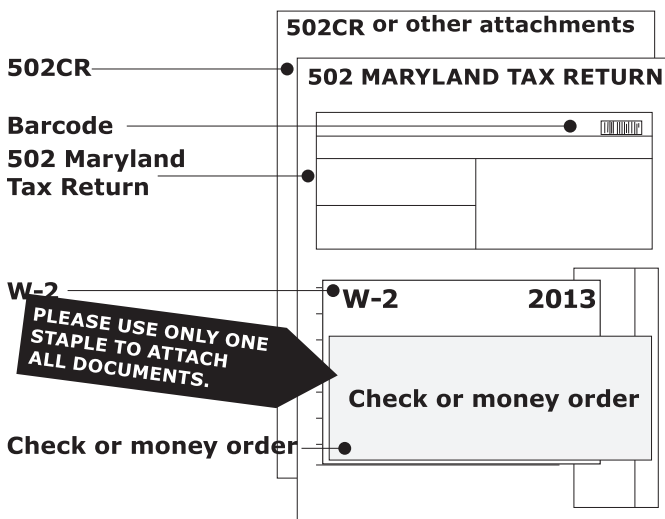 502CR or other attachments
502CR
502 MARYLAND TAX RETURN
Barcode
502 Maryland
Tax Return
W-2
W-2 2013
PLEASE USE ONLY ONE
STAPLE TO ATTACH
ALL DOCUMENTS.
Check or money order
Check or money order